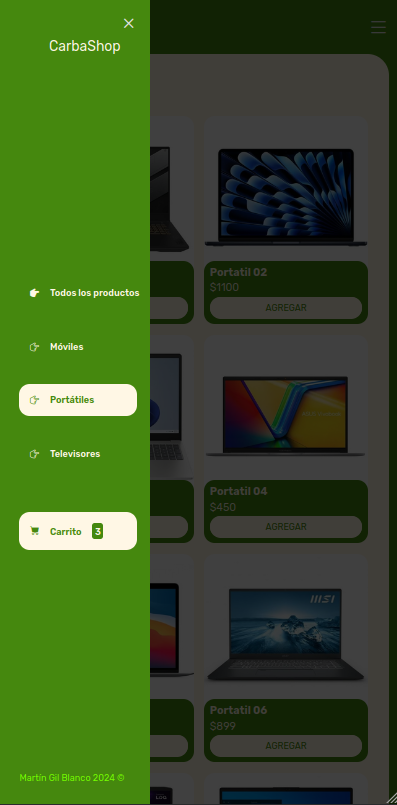 CarbaShop
Todos los productos
Móviles
Portátiles
Televisores
Carrito 3
Martín Gil Blanco 2024 ©
Portatil 02
$1100
AGREGAR
Portatil 04
$450
AGREGAR
msi
Portatil 06
$899
AGREGAR